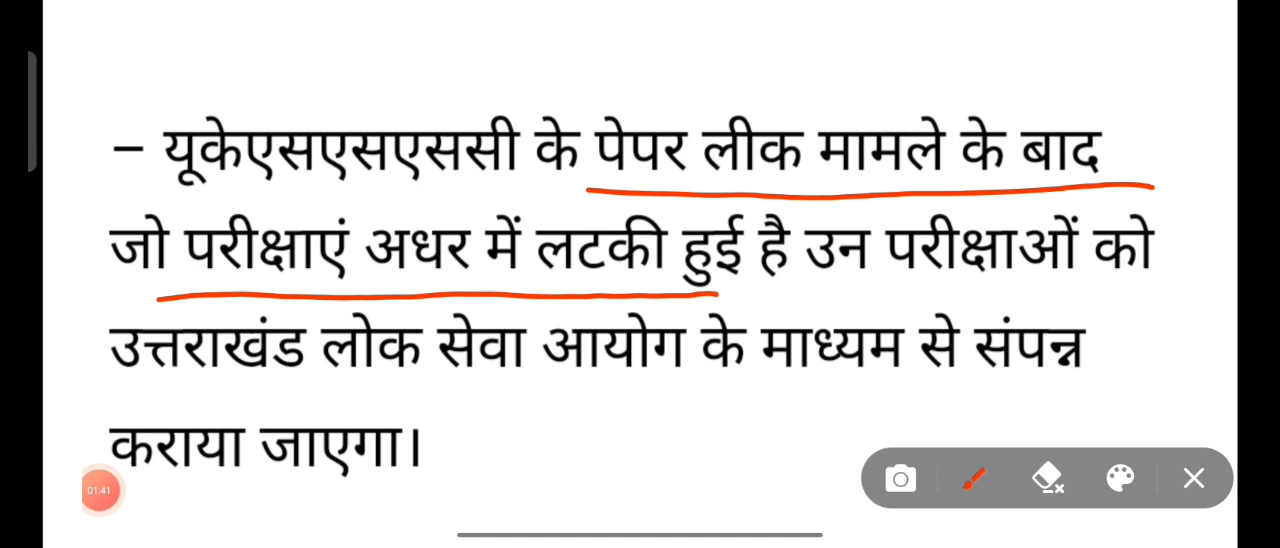 – यूकेएसएसएससी के पेपर लीक मामले के बाद
जो परीक्षाएं अधर में लटकी हुई है उन परीक्षाओं को
उत्तराखंड लोक सेवा आयोग के माध्यम से संपन्न
कराया जाएगा।
01:41